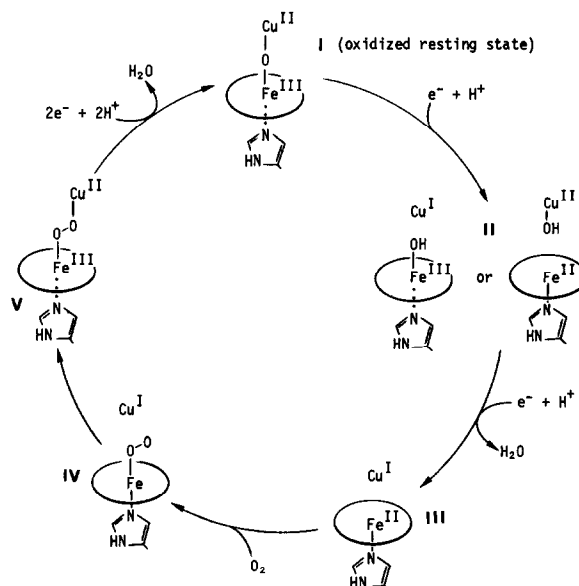 Cu^II
O
Fe^III
N
HN
I (oxidized resting state)
e⁻ + H⁺
Cu^I
OH
Fe^III
N
HN
II
or
Cu^II
OH
Fe^II
N
HN
e⁻ + H⁺
H₂O
Cu^I
Fe^II
III
N
HN
O₂
Cu^I
O-O
IV
Fe
N
HN
Cu^II
O-O
Fe^III
V
N
HN
2e⁻ + 2H⁺
H₂O